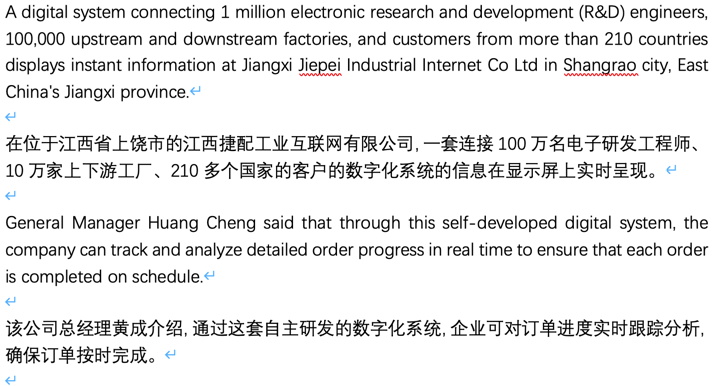 A digital system connecting 1 million electronic research and development (R&D) engineers,
100,000 upstream and downstream factories, and customers from more than 210 countries
displays instant information at Jiangxi Jiepei Industrial Internet Co Ltd in Shangrao city, East
China's Jiangxi province.↵
↵
在位于江西省上饶市的江西捷配工业互联网有限公司, 一套连接 100 万名电子研发工程师、
10 万家上下游工厂、210 多个国家的客户的数字化系统的信息在显示屏上实时呈现。↵
↵
General Manager Huang Cheng said that through this self-developed digital system, the
company can track and analyze detailed order progress in real time to ensure that each order
is completed on schedule.↵
↵
该公司总经理黄成介绍, 通过这套自主研发的数字化系统, 企业可对订单进度实时跟踪分析,
确保订单按时完成。↵
↵